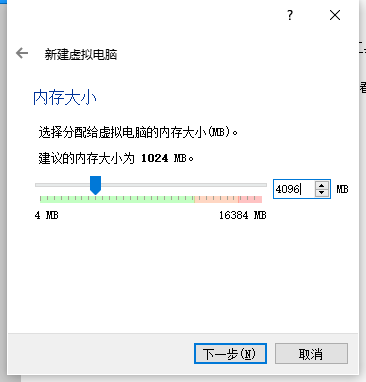 ?
新建虚拟电脑
内存大小
选择分配给虚拟电脑的内存大小(MB)。
建议的内存大小为 1024 MB。
4096 MB
4 MB 16384 MB
下一步(N) 取消